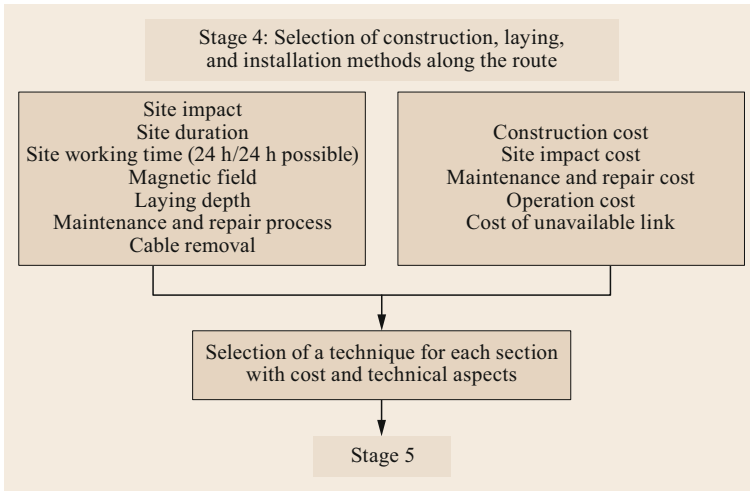 Stage 4: Selection of construction, laying,
and installation methods along the route
Site impact
Site duration
Site working time (24 h/24 h possible)
Magnetic field
Laying depth
Maintenance and repair process
Cable removal
Construction cost
Site impact cost
Maintenance and repair cost
Operation cost
Cost of unavailable link
Selection of a technique for each section
with cost and technical aspects
Stage 5